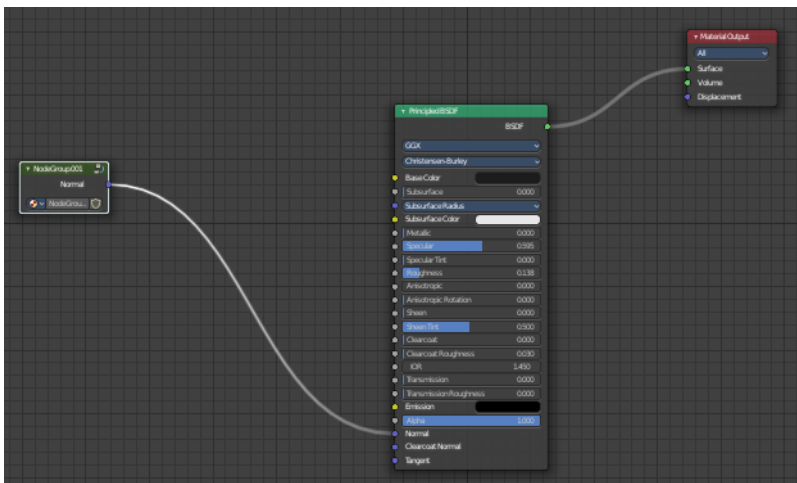 Material Output
All
Surface
Volume
Displacement
Principled BSDF
BSDF
GGX
Christensen-Burley
Base Color
Subsurface 0.000
Subsurface Radius
Subsurface Color
Metallic 0.000
Specular 0.595
Specular Tint 0.000
Roughness 0.138
Anisotropic 0.000
Anisotropic Rotation 0.000
Sheen 0.000
Sheen Tint 0.500
Clearcoat 0.000
Clearcoat Roughness 0.030
IOR 1.450
Transmission 0.000
Transmission Roughness 0.000
Emission
Alpha 1.000
Normal
Clearcoat Normal
Tangent
NodeGroup.001
Normal
NodeGrou...